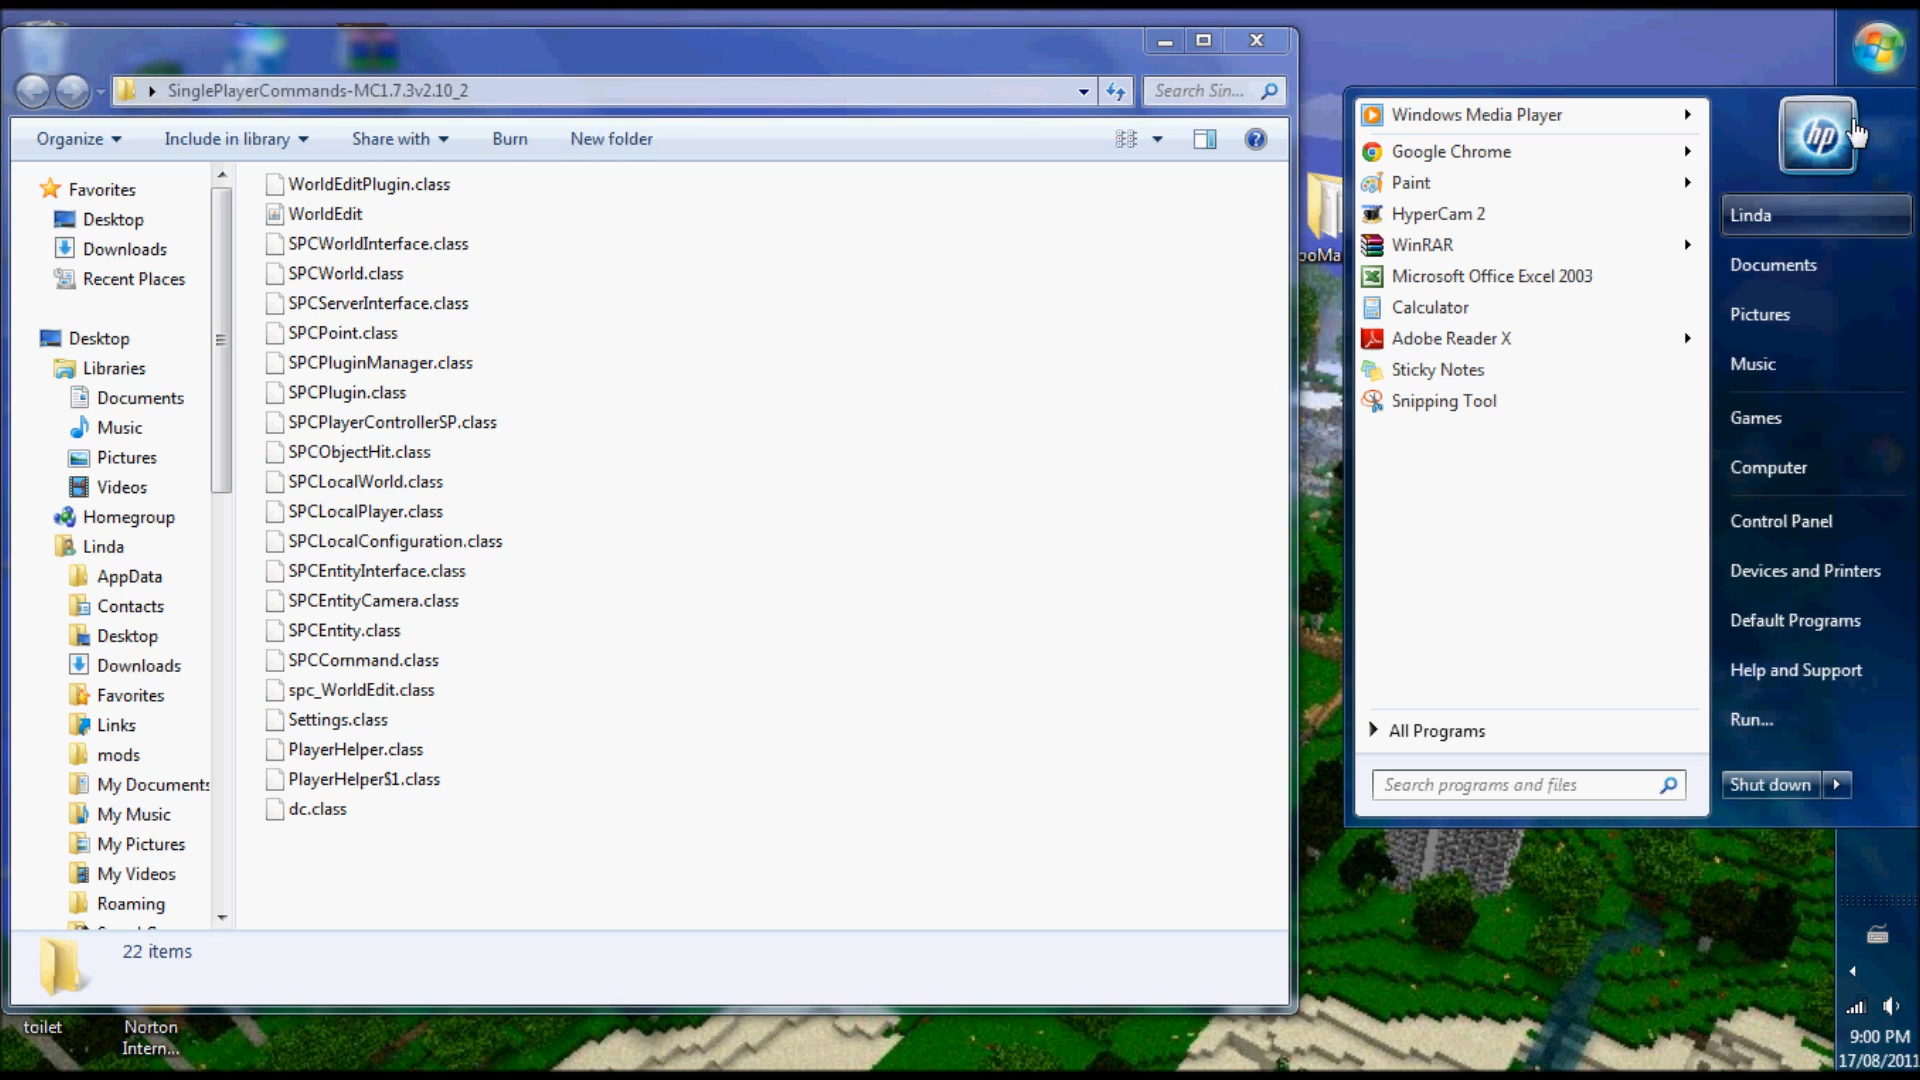 SinglePlayerCommands-MC1.7.3v2.10_2
Search Sin...
Organize
Include in library
Share with
Burn
New folder
Favorites
Desktop
Downloads
Recent Places
Desktop
Libraries
Documents
Music
Pictures
Videos
Homegroup
Linda
AppData
Contacts
Desktop
Downloads
Favorites
Links
mods
My Documents
My Music
My Pictures
My Videos
Roaming
WorldEditPlugin.class
WorldEdit
SPCWorldInterface.class
SPCWorld.class
SPCServerInterface.class
SPCPoint.class
SPCPluginManager.class
SPCPlugin.class
SPCPlayerControllerSP.class
SPCObjectHit.class
SPCLocalWorld.class
SPCLocalPlayer.class
SPCLocalConfiguration.class
SPCEntityInterface.class
SPCEntityCamera.class
SPCEntity.class
SPCCommand.class
spc_WorldEdit.class
Settings.class
PlayerHelper.class
PlayerHelper$1.class
dc.class
22 items
toilet
Norton
Intern...
ooMa
Windows Media Player
Google Chrome
Paint
HyperCam 2
WinRAR
Microsoft Office Excel 2003
Calculator
Adobe Reader X
Sticky Notes
Snipping Tool
All Programs
Search programs and files
hp
Linda
Documents
Pictures
Music
Games
Computer
Control Panel
Devices and Printers
Default Programs
Help and Support
Run...
Shut down
9:00 PM
17/08/2011